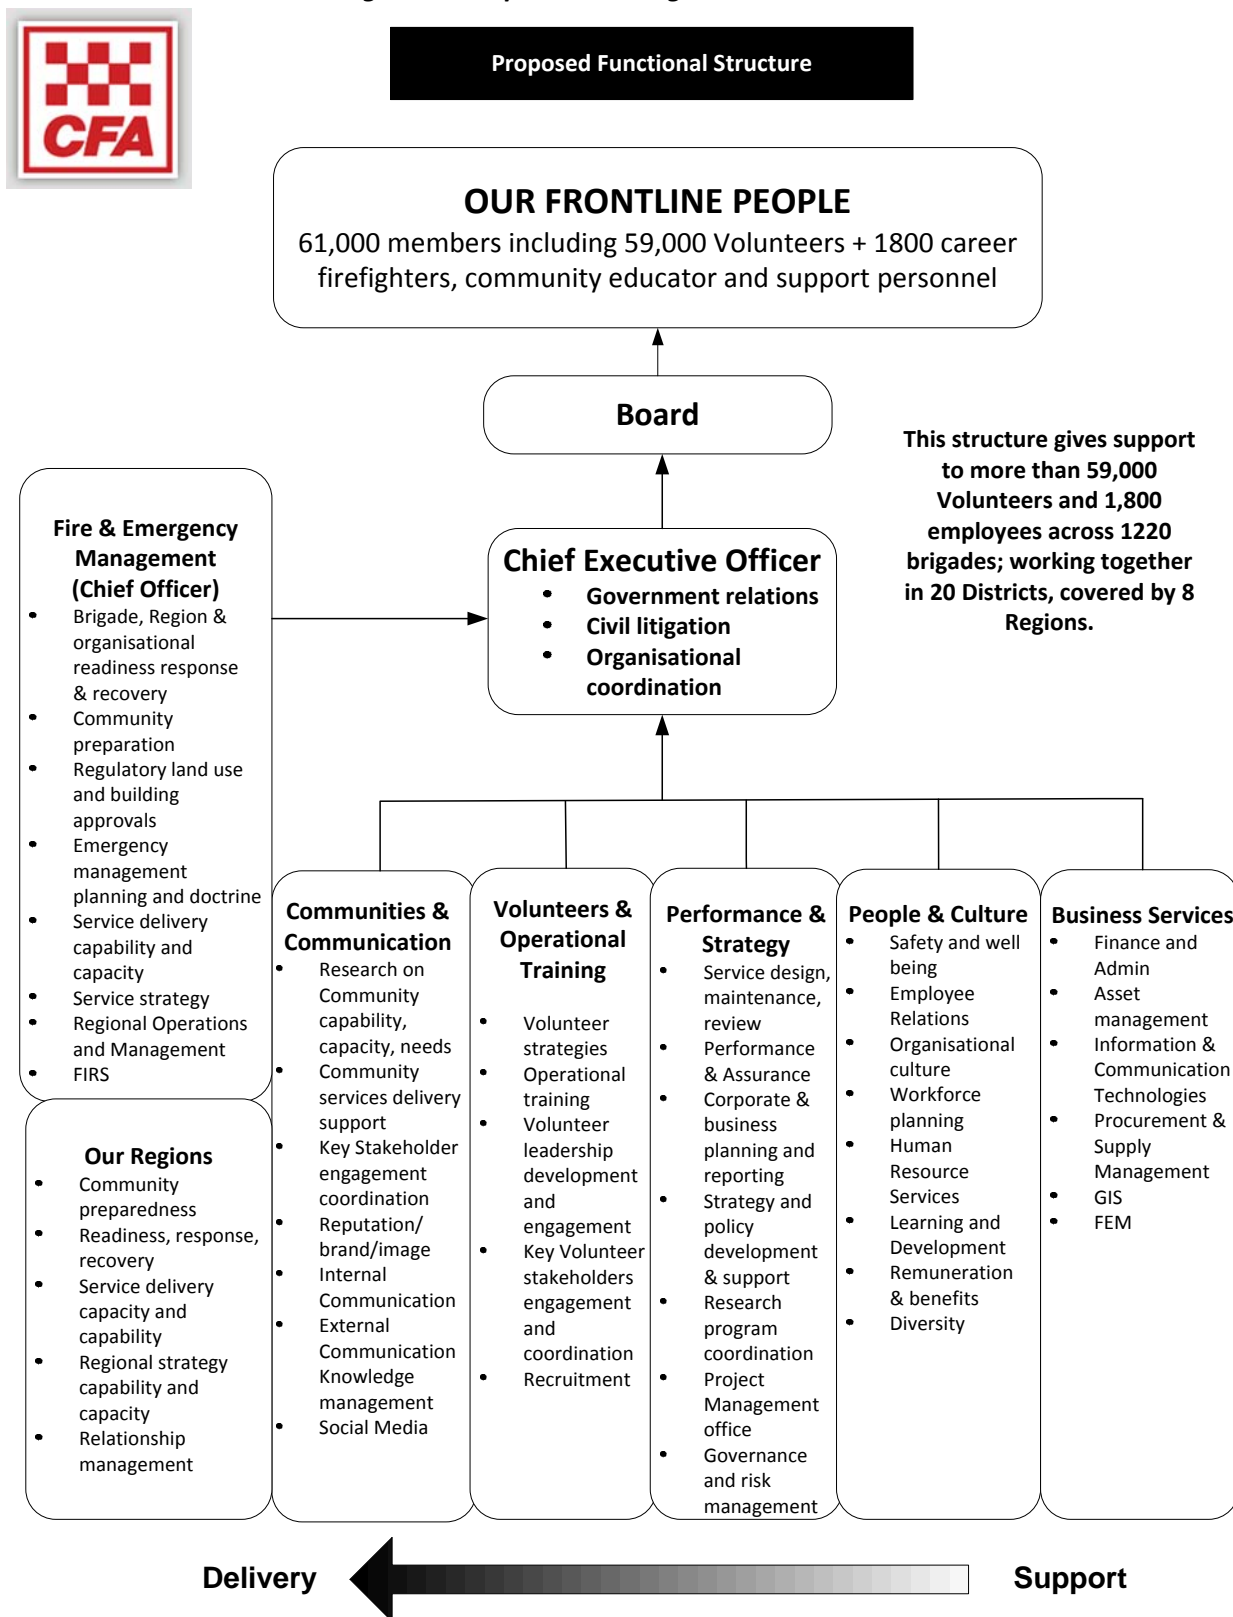 Proposed Functional Structure
CFA
OUR FRONTLINE PEOPLE
61,000 members including 59,000 Volunteers + 1800 career
firefighters, community educator and support personnel
Board
This structure gives support
to more than 59,000
Volunteers and 1,800
employees across 1220
brigades; working together
in 20 Districts, covered by 8
Regions.
Chief Executive Officer
• Government relations
• Civil litigation
• Organisational
coordination
Fire & Emergency
Management
(Chief Officer)
• Brigade, Region &
organisational
readiness response
& recovery
• Community
preparation
• Regulatory land use
and building
approvals
• Emergency
management
planning and doctrine
• Service delivery
capability and
capacity
• Service strategy
• Regional Operations
and Management
• FIRS
Our Regions
• Community
preparedness
• Readiness, response,
recovery
• Service delivery
capacity and
capability
• Regional strategy
capability and
capacity
• Relationship
management
Communities &
Communication
• Research on
Community
capability,
capacity, needs
• Community
services delivery
support
• Key Stakeholder
engagement
coordination
• Reputation/
brand/image
• Internal
Communication
• External
Communication
Knowledge
management
• Social Media
Volunteers &
Operational
Training
• Volunteer
strategies
• Operational
training
• Volunteer
leadership
development
and
engagement
• Key Volunteer
stakeholders
engagement
and
coordination
• Recruitment
Performance &
Strategy
• Service design,
maintenance,
review
• Performance
& Assurance
• Corporate &
business
planning and
reporting
• Strategy and
policy
development
& support
• Research
program
coordination
• Project
Management
office
• Governance
and risk
management
People & Culture
• Safety and well
being
• Employee
Relations
• Organisational
culture
• Workforce
planning
• Human
Resource
Services
• Learning and
Development
• Remuneration
& benefits
• Diversity
Business Services
• Finance and
Admin
• Asset
management
• Information &
Communication
Technologies
• Procurement &
Supply
Management
• GIS
• FEM
Delivery
Support